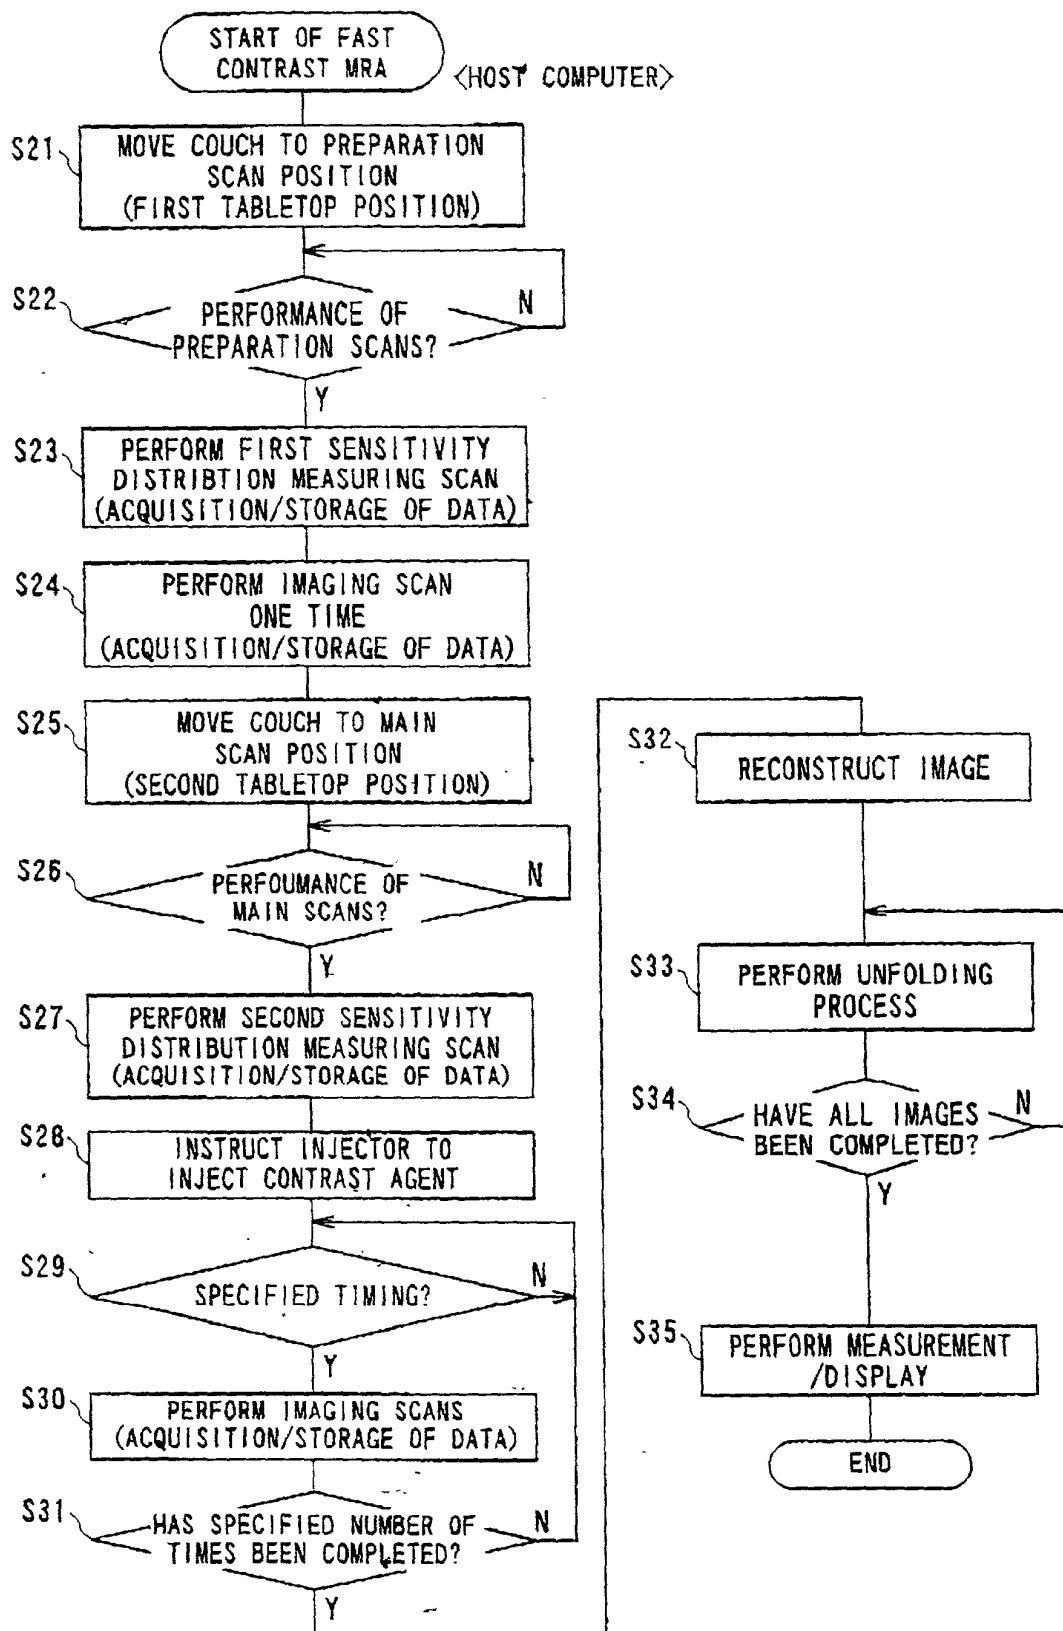 START OF FAST
CONTRAST MRA
<HOST COMPUTER>
S21
MOVE COUCH TO PREPARATION
SCAN POSITION
(FIRST TABLETOP POSITION)
S22
PERFORMANCE OF
PREPARATION SCANS?
N
Y
S23
PERFORM FIRST SENSITIVITY
DISTRIBTION MEASURING SCAN
(ACQUISITION/STORAGE OF DATA)
S24
PERFORM IMAGING SCAN
ONE TIME
(ACQUISITION/STORAGE OF DATA)
S25
MOVE COUCH TO MAIN
SCAN POSITION
(SECOND TABLETOP POSITION)
S26
PERFOUMANCE OF
MAIN SCANS?
N
Y
S27
PERFORM SECOND SENSITIVITY
DISTRIBUTION MEASURING SCAN
(ACQUISITION/STORAGE OF DATA)
S28
INSTRUCT INJECTOR TO
INJECT CONTRAST AGENT
S29
SPECIFIED TIMING?
N
Y
S30
PERFORM IMAGING SCANS
(ACQUISITION/STORAGE OF DATA)
S31
HAS SPECIFIED NUMBER OF
TIMES BEEN COMPLETED?
N
Y
S32
RECONSTRUCT IMAGE
S33
PERFORM UNFOLDING
PROCESS
S34
HAVE ALL IMAGES
BEEN COMPLETED?
N
Y
S35
PERFORM MEASUREMENT
/DISPLAY
END